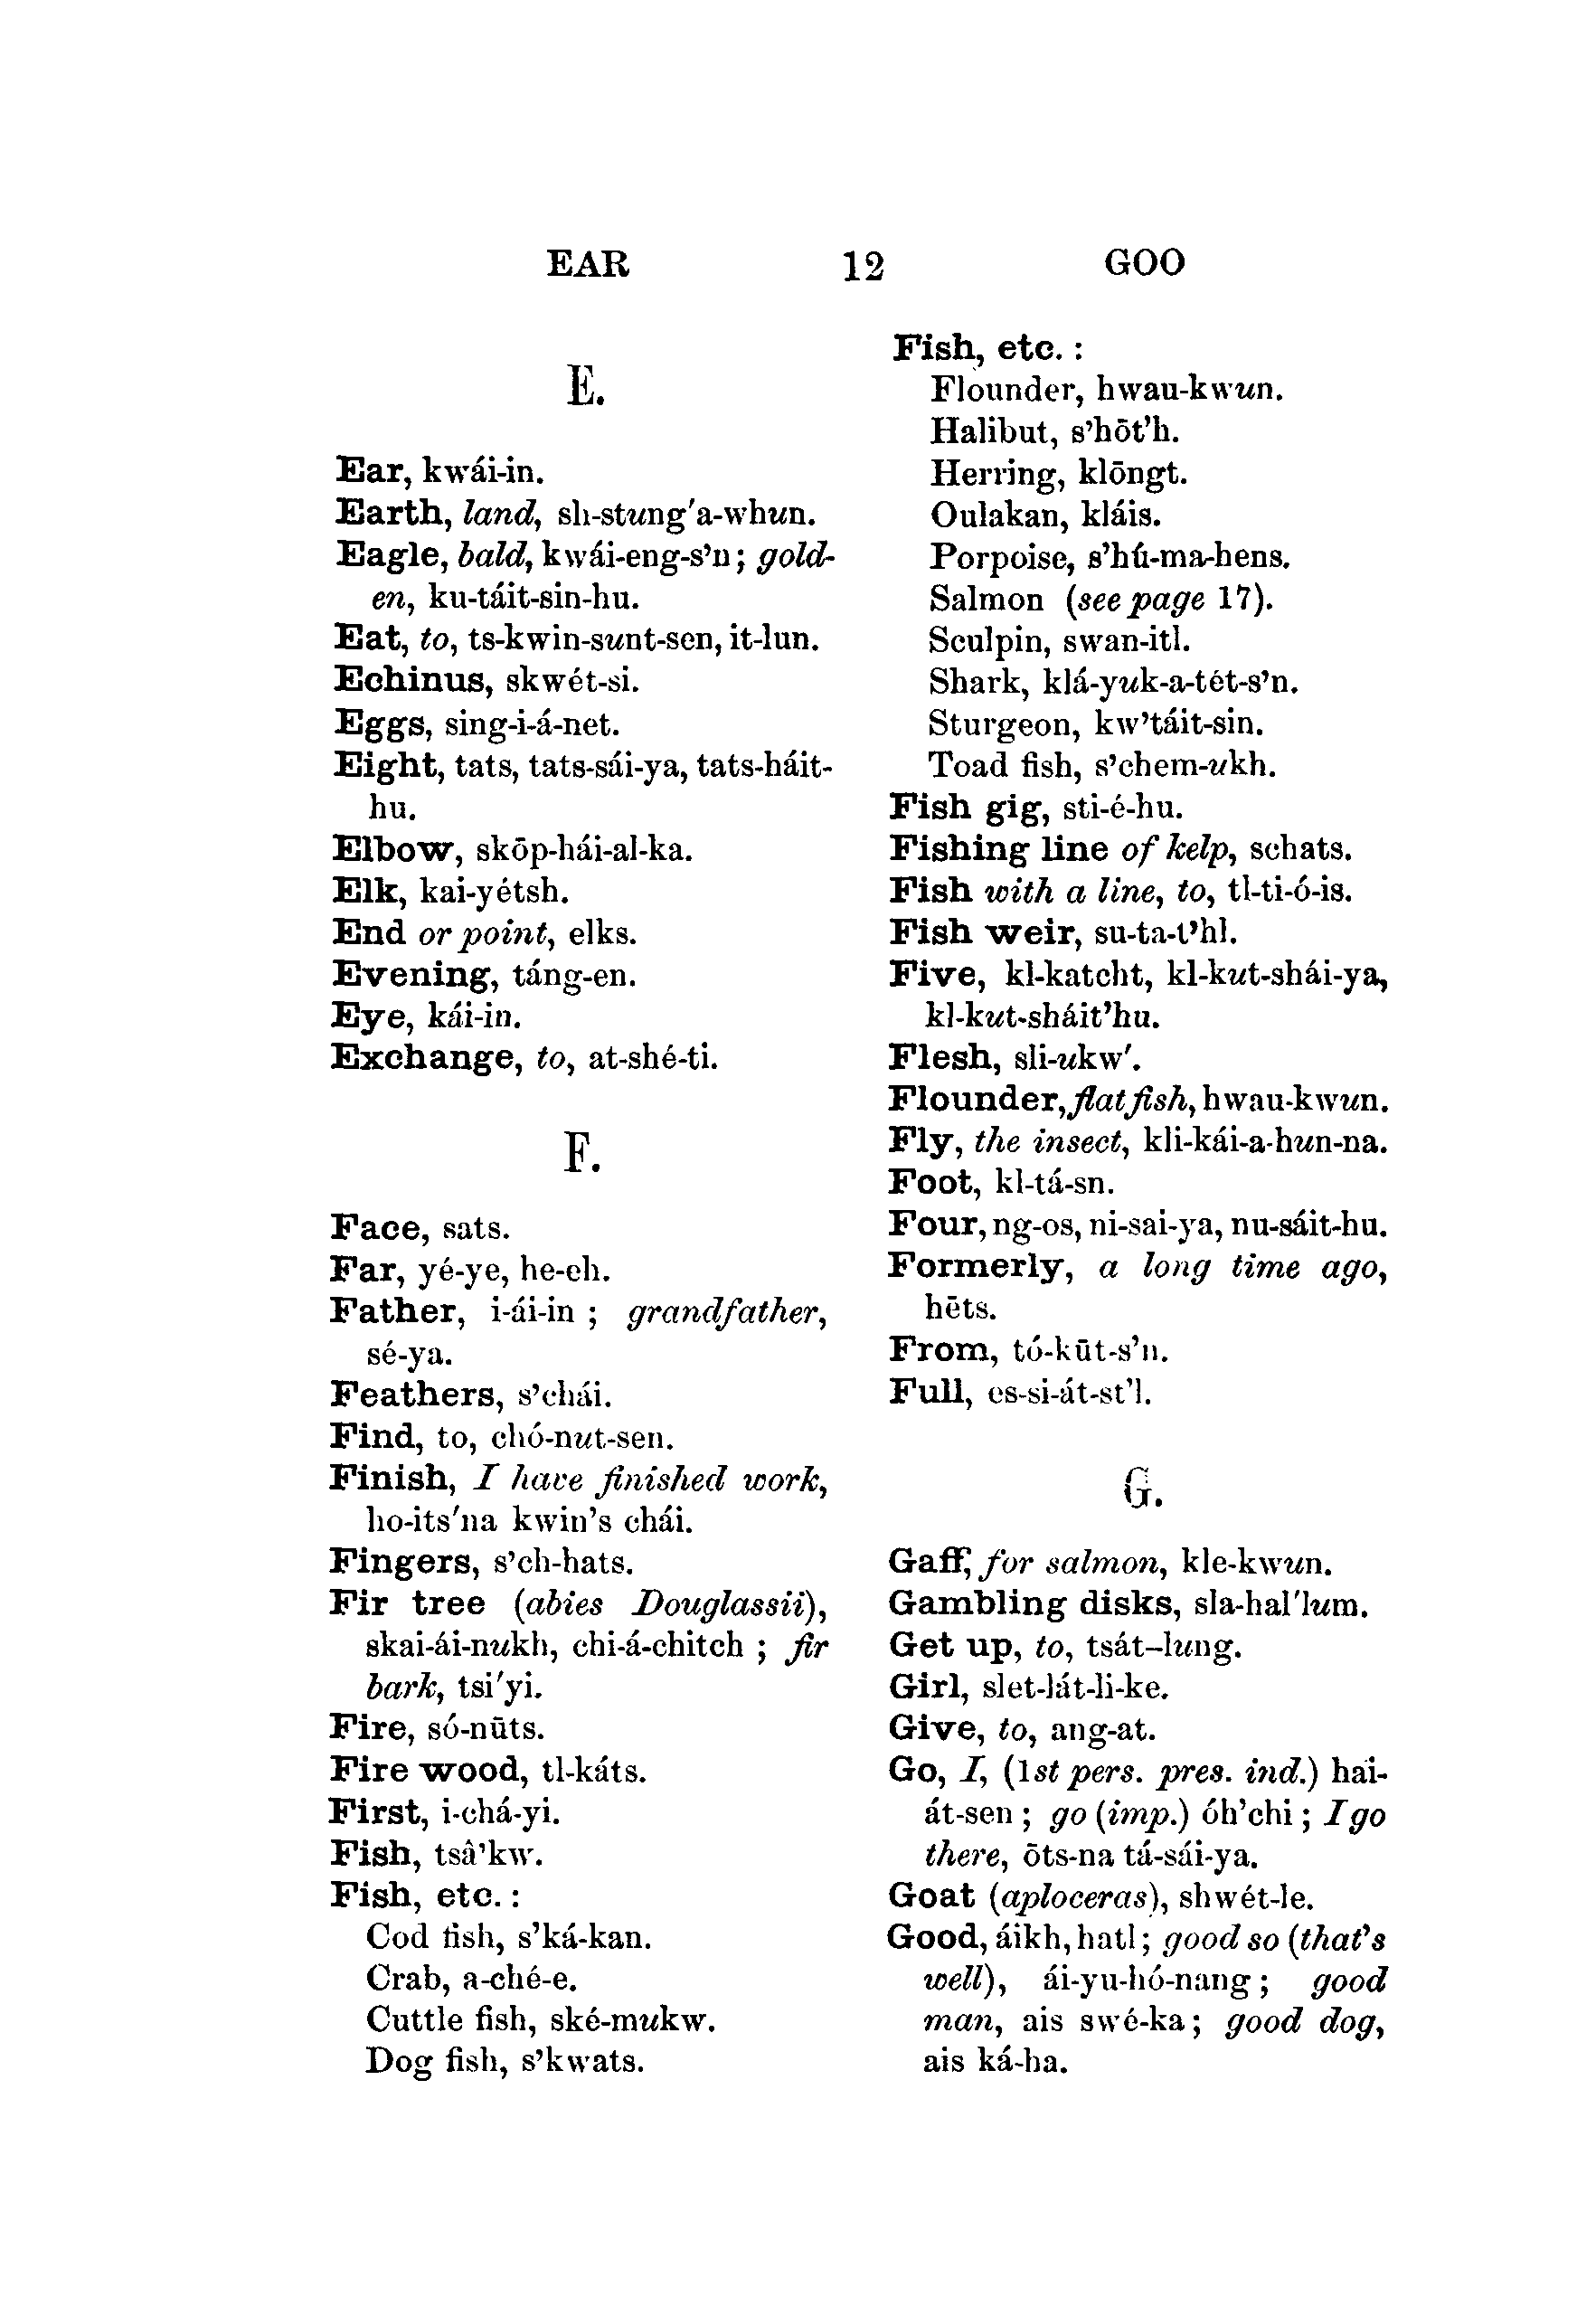 EAR 12 GOO
E.
Ear, kwái-in.
Earth, land, sh-stung'a-whun.
Eagle, bald, kwái-eng-s’n; gold-
en, ku-táit-sin-hu.
Eat, to, ts-kwin-sunt-sen, it-lun.
Echinus, skwét-si.
Eggs, sing-i-á-net.
Eight, tats, tats-sái-ya, tats-háit-
hu.
Elbow, skōp-hái-al-ka.
Elk, kai-yétsh.
End or point, elks.
Evening, táng-en.
Eye, kái-in.
Exchange, to, at-shé-ti.
F.
Face, sats.
Far, yé-ye, he-ch.
Father, i-ái-in ; grandfather,
sé-ya.
Feathers, s’chái.
Find, to, chó-nut-sen.
Finish, I have finished work,
ho-its'na kwin’s chái.
Fingers, s’ch-hats.
Fir tree (abies Douglassii),
skai-ái-nukh, chi-á-chitch ; fir
bark, tsi'yi.
Fire, só-nūts.
Fire wood, tl-káts.
First, i-chá-yi.
Fish, tsâ’kw.
Fish, etc. :
Cod fish, s’ká-kan.
Crab, a-ché-e.
Cuttle fish, ské-mukw.
Dog fish, s’kwats.
Fish, etc. :
Flounder, hwau-kwun.
Halibut, s’hōt’h.
Herring, klōngt.
Oulakan, kláis.
Porpoise, s’hú-ma-hens.
Salmon (see page 17).
Sculpin, swan-itl.
Shark, klá-yuk-a-tét-s’n.
Sturgeon, kw’táit-sin.
Toad fish, s’chem-ukh.
Fish gig, sti-é-hu.
Fishing line of kelp, schats.
Fish with a line, to, tl-ti-ó-is.
Fish weir, su-ta-t’hl.
Five, kl-katcht, kl-kut-shái-ya,
kl-kut-sháit’hu.
Flesh, sli-ukw'.
Flounder, flat fish, hwau-kwun.
Fly, the insect, kli-kái-a-hun-na.
Foot, kl-tá-sn.
Four, ng-os, ni-sai-ya, nu-sáit-hu.
Formerly, a long time ago,
hēts.
From, tó-kūt-s’n.
Full, es-si-át-st’l.
G.
Gaff, for salmon, kle-kwun.
Gambling disks, sla-hal'lum.
Get up, to, tsát-lung.
Girl, slet-lát-li-ke.
Give, to, ang-at.
Go, I, (1st pers. pres. ind.) hai-
át-sen ; go (imp.) óh’chi ; I go
there, ōts-na tá-sái-ya.
Goat (aploceras), shwét-le.
Good, áikh, hatl ; good so (that’s
well), ái-yu-hó-nang ; good
man, ais swé-ka ; good dog,
ais ká-ha.